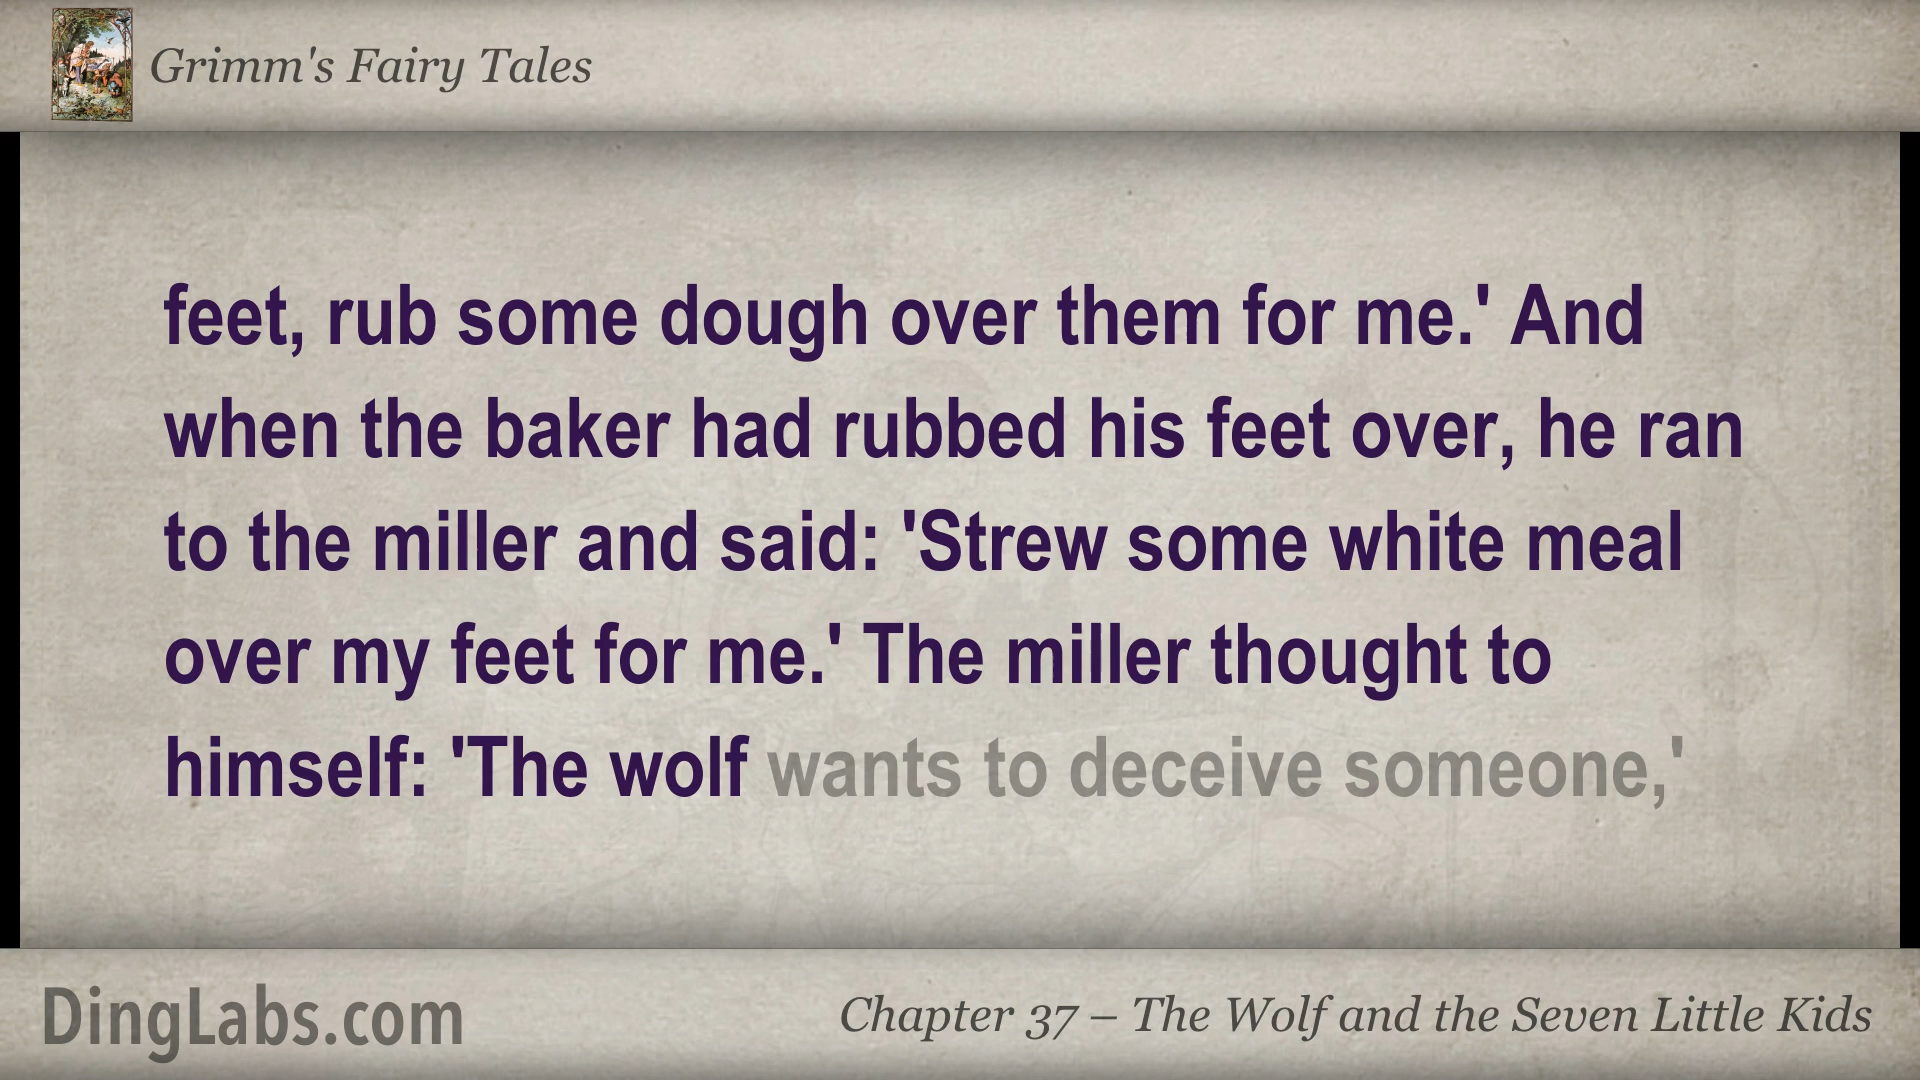 Grimm's Fairy Tales
feet, rub some dough over them for me.' And
when the baker had rubbed his feet over, he ran
to the miller and said: 'Strew some white meal
over my feet for me.' The miller thought to
himself: 'The wolf wants to deceive someone,'
DingLabs.com
Chapter 37 – The Wolf and the Seven Little Kids